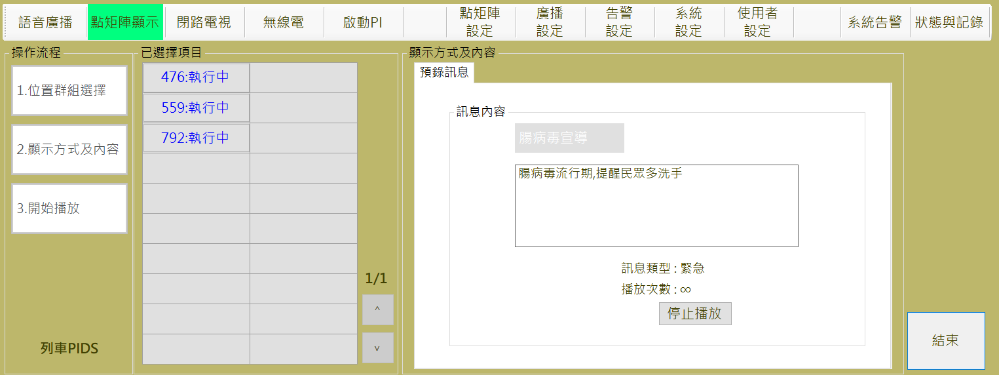 語音廣播 點矩陣顯示 閉路電視 無線電 啟動PI 點矩陣 廣播 告警 系統 使用者 系統告警 狀態與記錄
設定 設定 設定 設定 設定
操作流程
1.位置群組選擇
2.顯示方式及內容
3.開始播放
列車PIDS
已選擇項目
476:執行中
559:執行中
792:執行中
1/1
^
v
顯示方式及內容
預錄訊息
訊息內容
腸病毒宣導
腸病毒流行期,提醒民眾多洗手
訊息類型 : 緊急
播放次數 : ∞
停止播放
結束